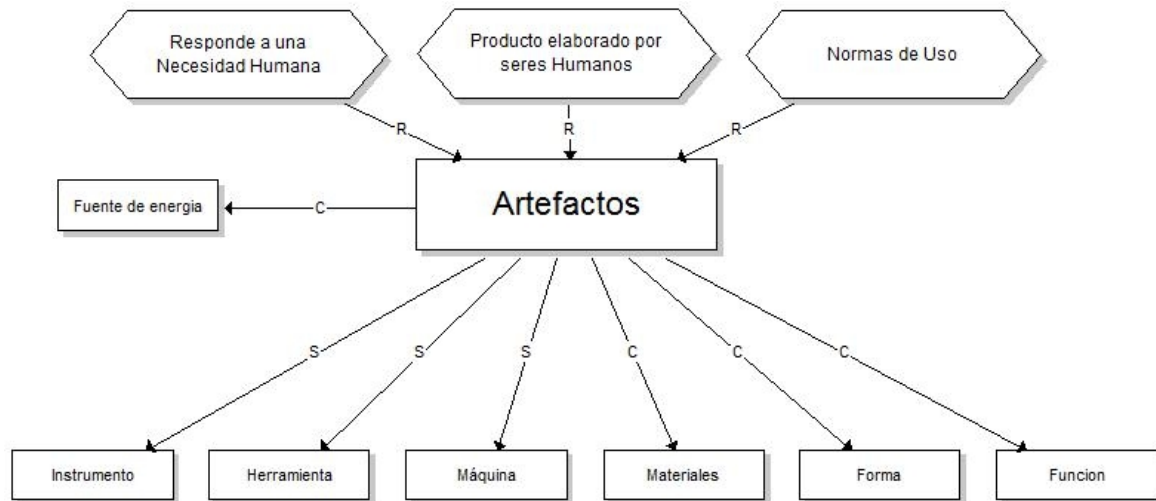 Responde a una
Necesidad Humana
Producto elaborado por
seres Humanos
Normas de Uso
R
R
R
Artefactos
Fuente de energia
C
S
S
S
C
C
C
Instrumento
Herramienta
Máquina
Materiales
Forma
Funcion